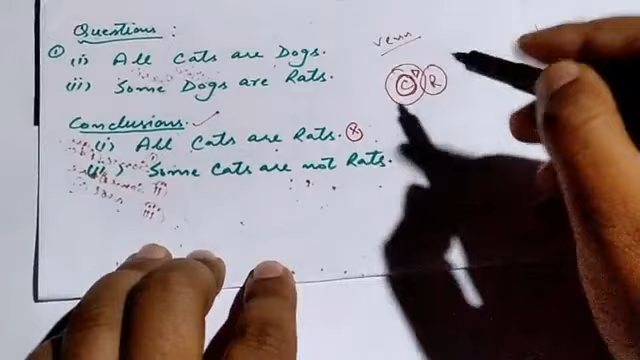 Questions :
① (i) All Cats are Dogs.
(ii) Some Dogs are Rats.
Conclusions.
(i) All Cats are Rats. ⓧ
(ii) Some Cats are not Rats.
venn
C D R